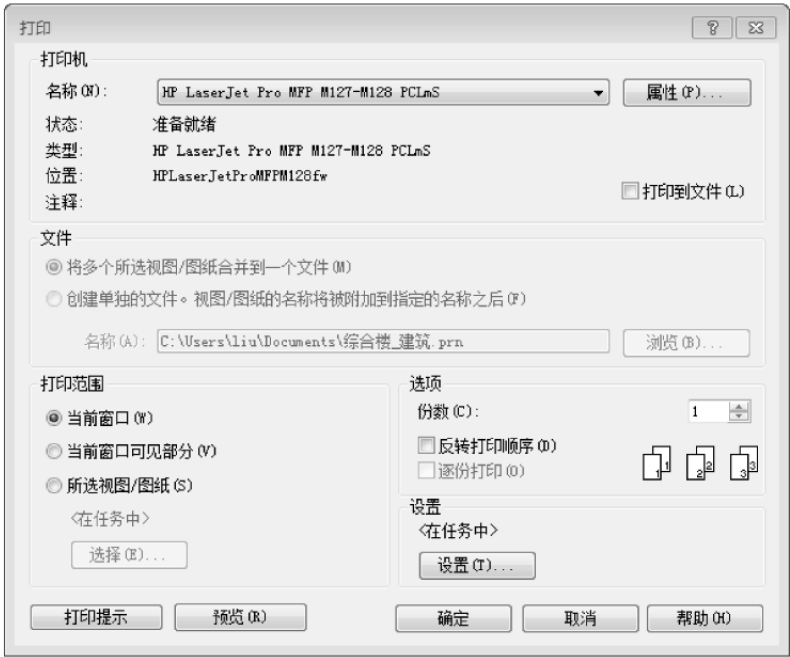 打印
打印机
名称(N): HP LaserJet Pro MFP M127-M128 PCLmS 属性(P)...
状态: 准备就绪
类型: HP LaserJet Pro MFP M127-M128 PCLmS
位置: HPLaserJetProMFPM128fw
注释:
打印到文件(L)
文件
将多个所选视图/图纸合并到一个文件(M)
创建单独的文件。视图/图纸的名称将被附加到指定的名称之后(F)
名称(A): C:\Users\liu\Documents\综合楼_建筑.prn 浏览(B)...
打印范围
当前窗口(W)
当前窗口可见部分(V)
所选视图/图纸(S)
<在任务中>
选择(E)...
选项
份数(C): 1
反转打印顺序(D)
逐份打印(O)
1 1 2 2 3 3
设置
<在任务中>
设置(T)...
打印提示 预览(R) 确定 取消 帮助(H)